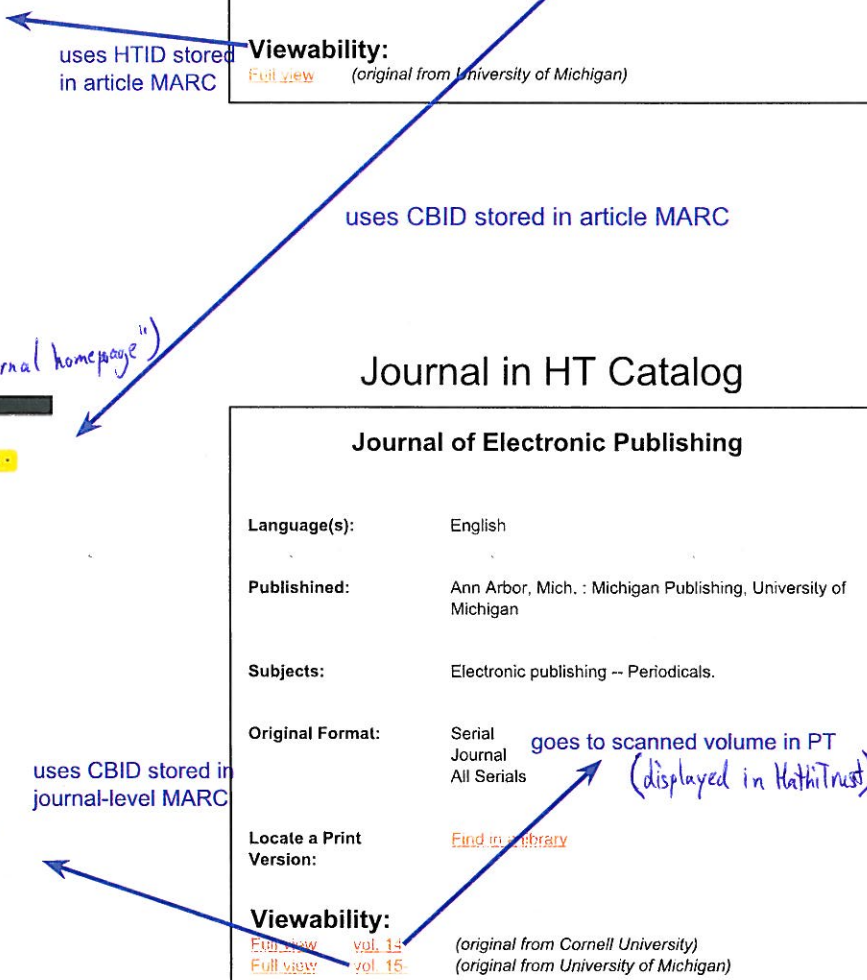 uses HTID stored
in article MARC
Viewability:
Full view (original from University of Michigan)
uses CBID stored in article MARC
homepage")
Journal in HT Catalog
Journal of Electronic Publishing
Language(s): English
Publishined: Ann Arbor, Mich. : Michigan Publishing, University of
Michigan
Subjects: Electronic publishing -- Periodicals.
Original Format: Serial
Journal
All Serials
goes to scanned volume in PT
(displayed in HathiTrust)
uses CBID stored in
journal-level MARC
Locate a Print
Version:
Find in a library
Viewability:
Full view vol. 14 (original from Cornell University)
Full view vol. 15 (original from University of Michigan)